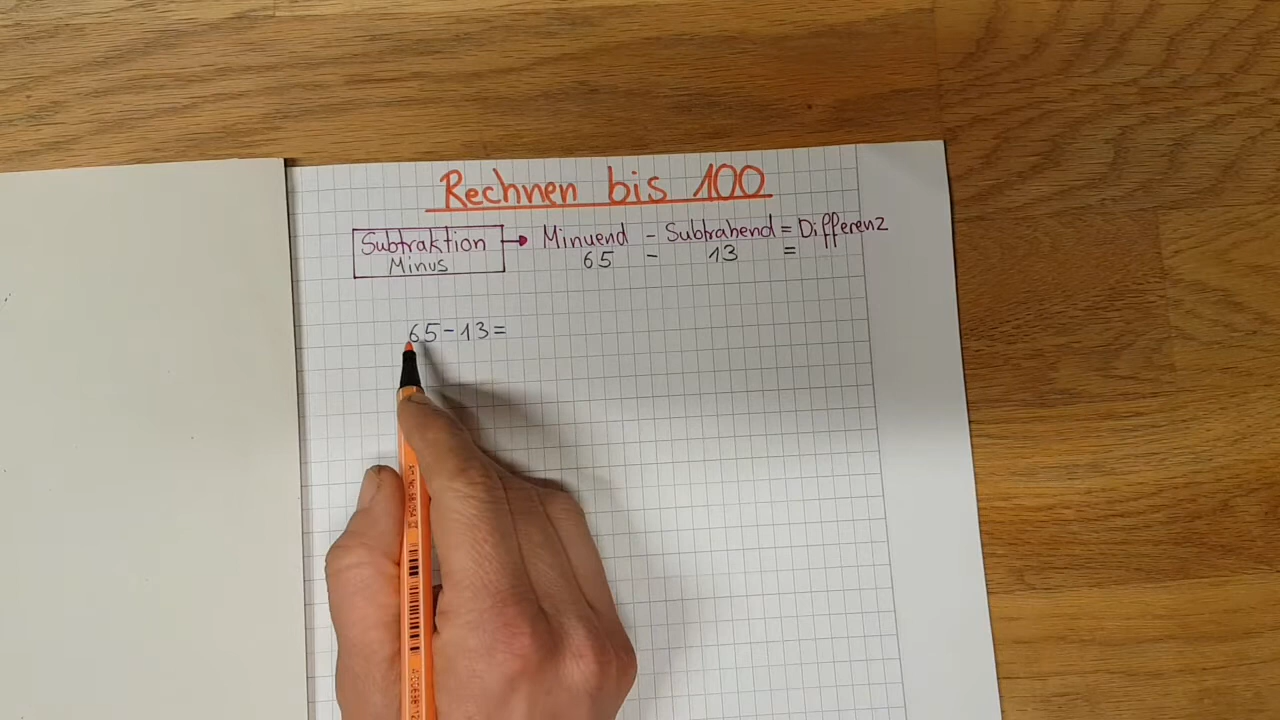 Rechnen bis 100
Subtraktion → Minuend - Subtrahend = Differenz
Minus 65 - 13 =
65-13=